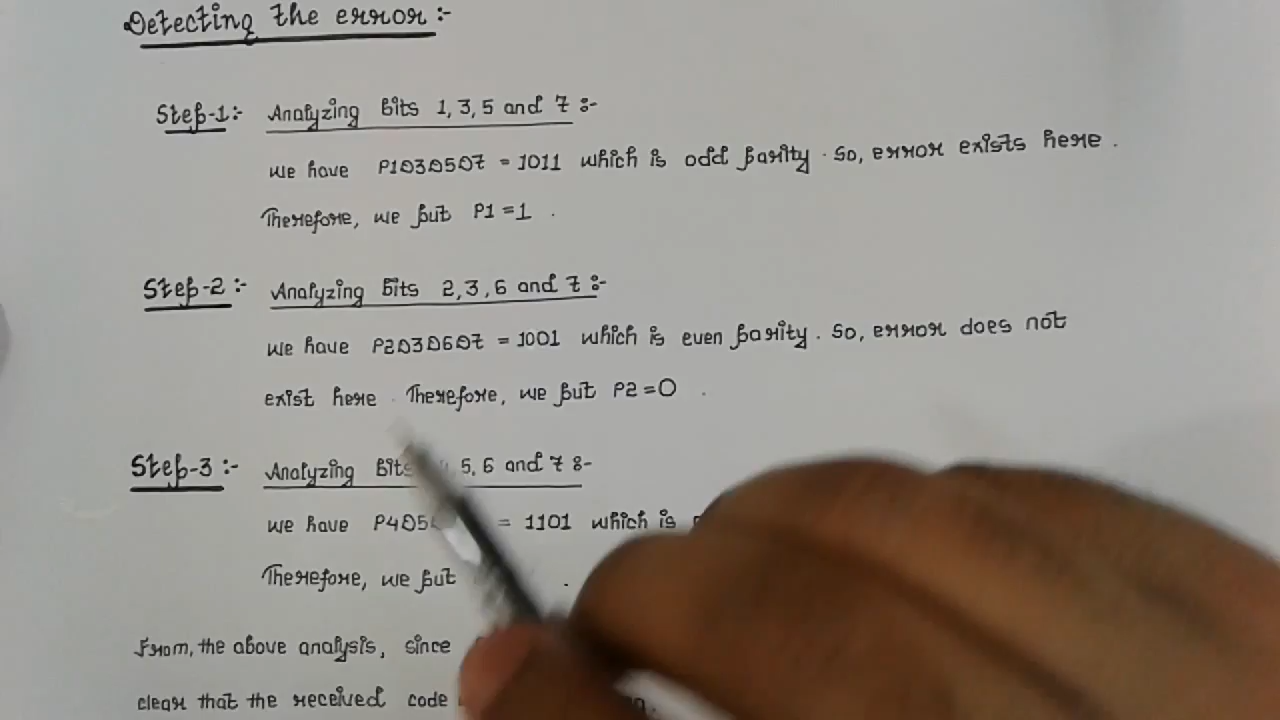 Detecting the error :-
Step-1 :- Analyzing bits 1, 3, 5 and 7 :-
We have P1D3D5D7 = 1011 which is odd parity. So, error exists here.
Therefore, we put P1 = 1.
Step-2 :- Analyzing bits 2, 3, 6 and 7 :-
We have P2D3D6D7 = 1001 which is even parity. So, error does not
exist here. Therefore, we put P2 = 0.
Step-3 :- Analyzing bits 5, 6 and 7 :-
We have P4D5 = 1101 which is
Therefore, we put .
From, the above analysis, since
clear that the received code